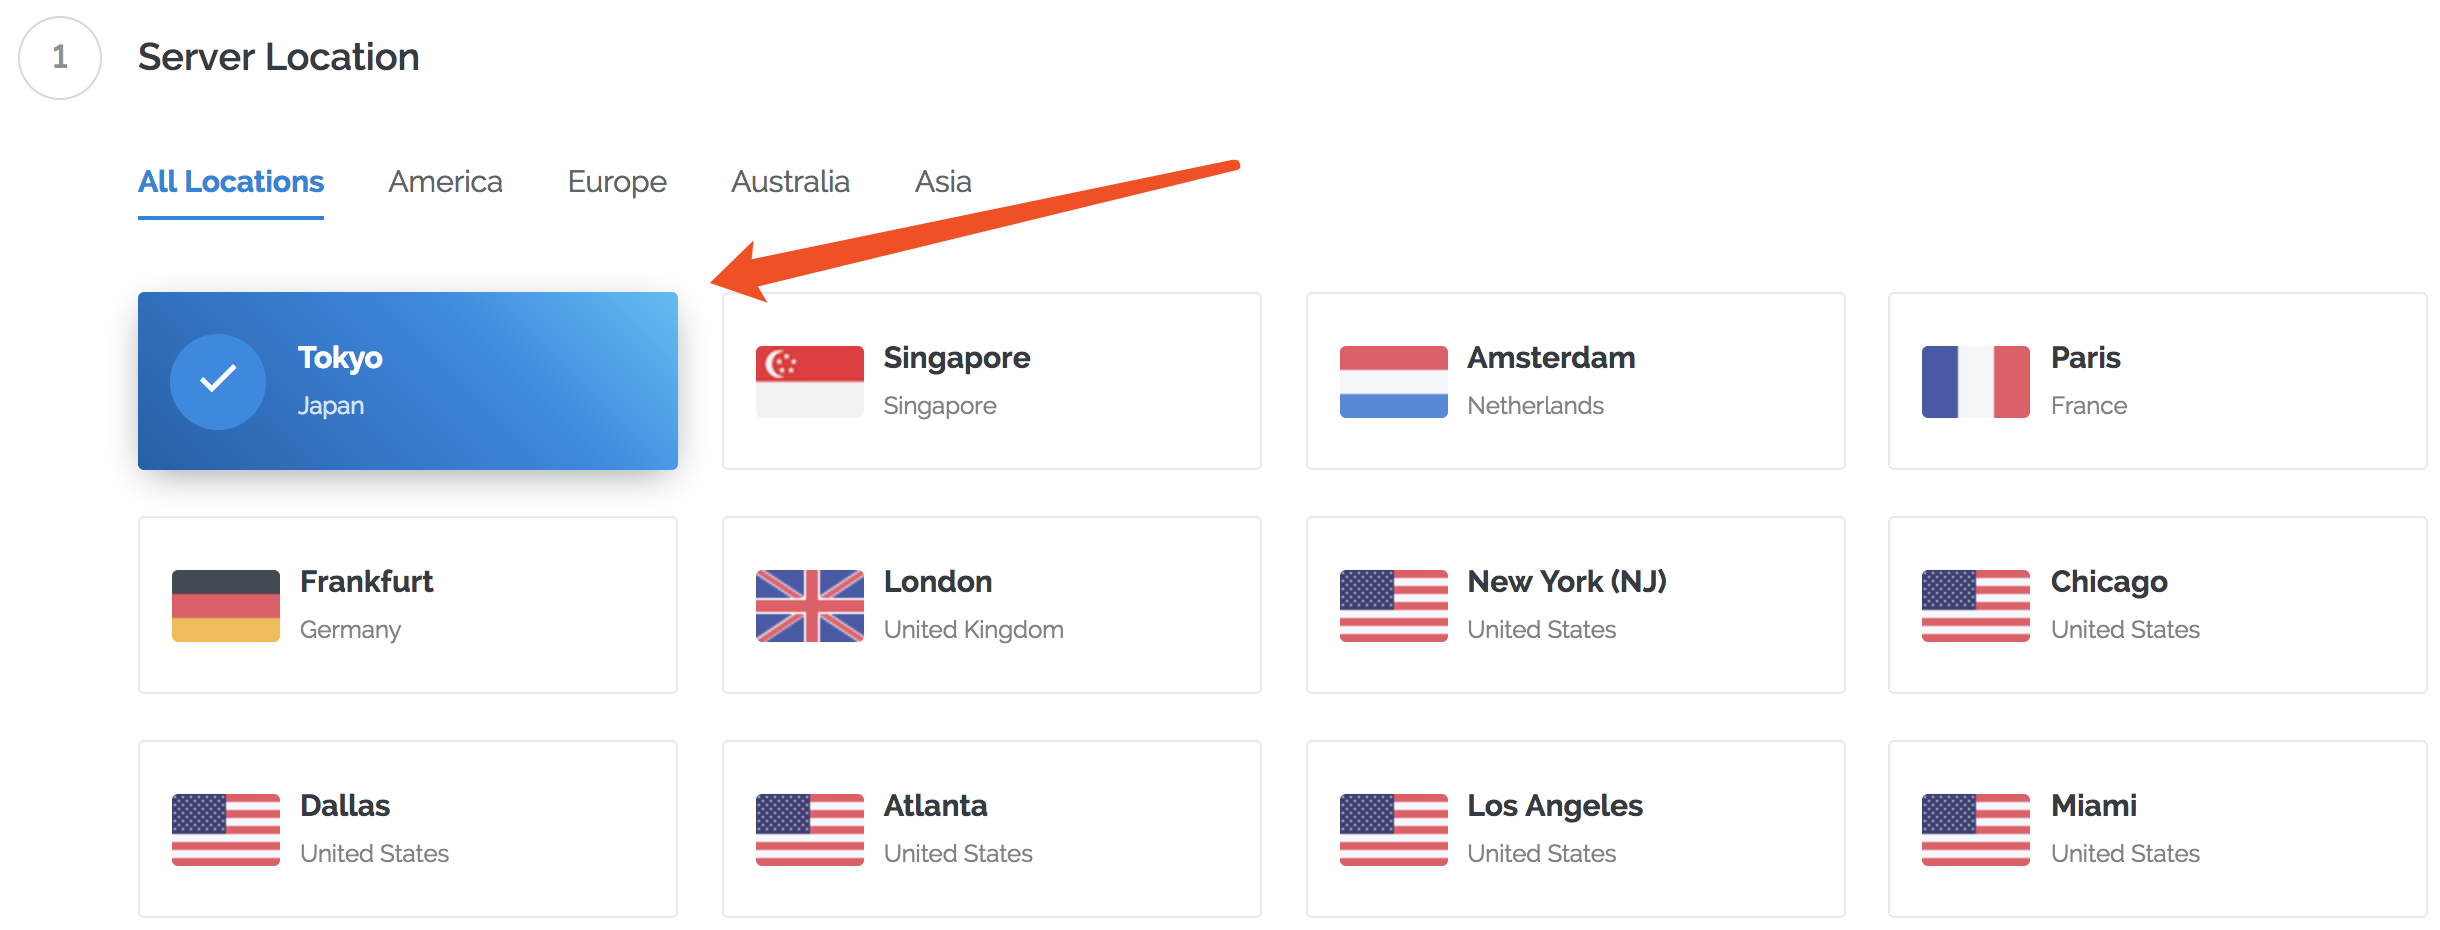 1
Server Location
All Locations America Europe Australia Asia
Tokyo
Japan
Singapore
Singapore
Amsterdam
Netherlands
Paris
France
Frankfurt
Germany
London
United Kingdom
New York (NJ)
United States
Chicago
United States
Dallas
United States
Atlanta
United States
Los Angeles
United States
Miami
United States